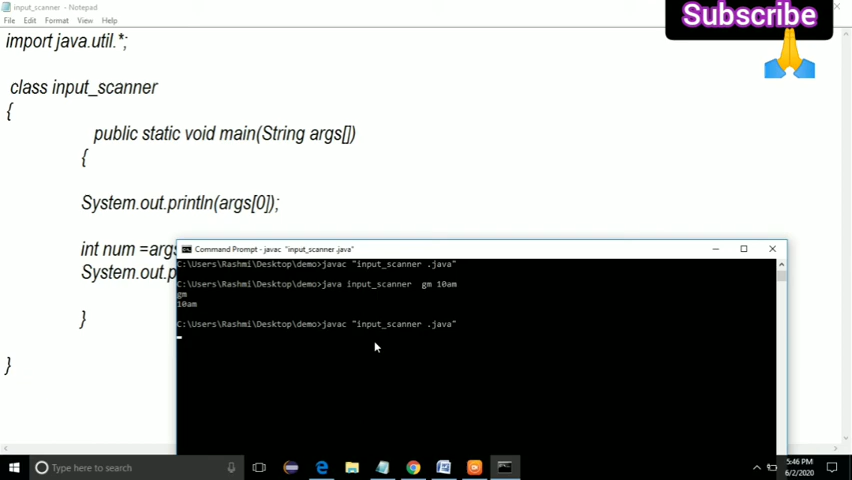 input_scanner - Notepad
File Edit Format View Help
Subscribe
import java.util.*;
class input_scanner
{
public static void main(String args[])
{
System.out.println(args[0]);
int num =args
System.out.p
}
}
Command Prompt - javac "input_scanner .java"
C:\Users\Rashmi\Desktop\demo>javac "input_scanner .java"
C:\Users\Rashmi\Desktop\demo>java input_scanner gm 10am
gm
10am
C:\Users\Rashmi\Desktop\demo>javac "input_scanner .java"
Type here to search
5:46 PM
6/2/2020